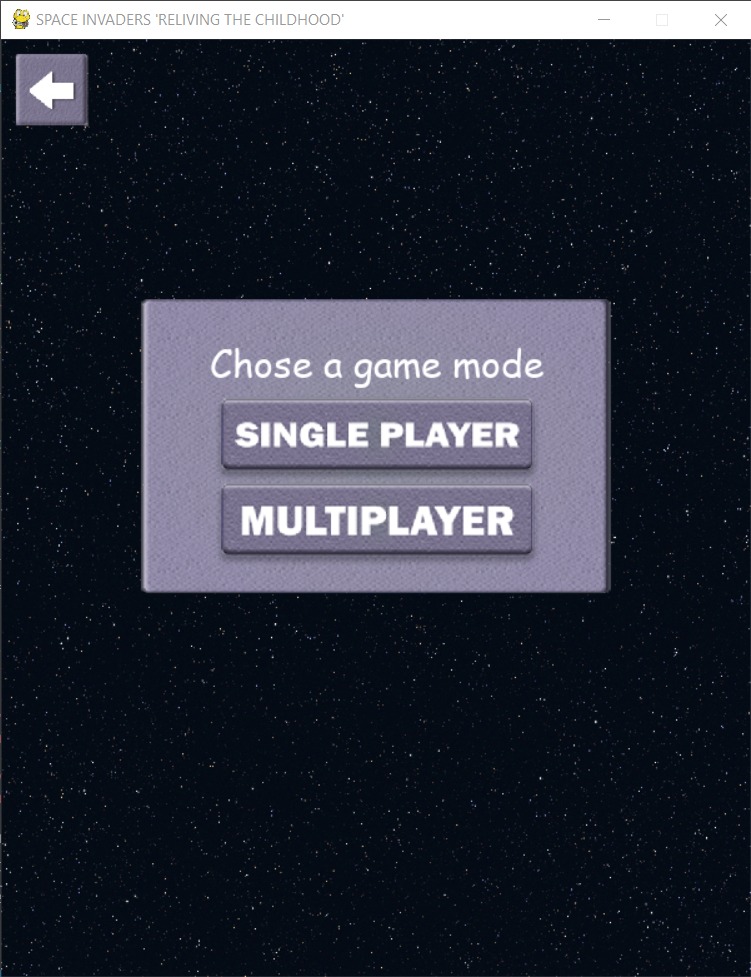 SPACE INVADERS 'RELIVING THE CHILDHOOD'
Chose a game mode
SINGLE PLAYER
MULTIPLAYER